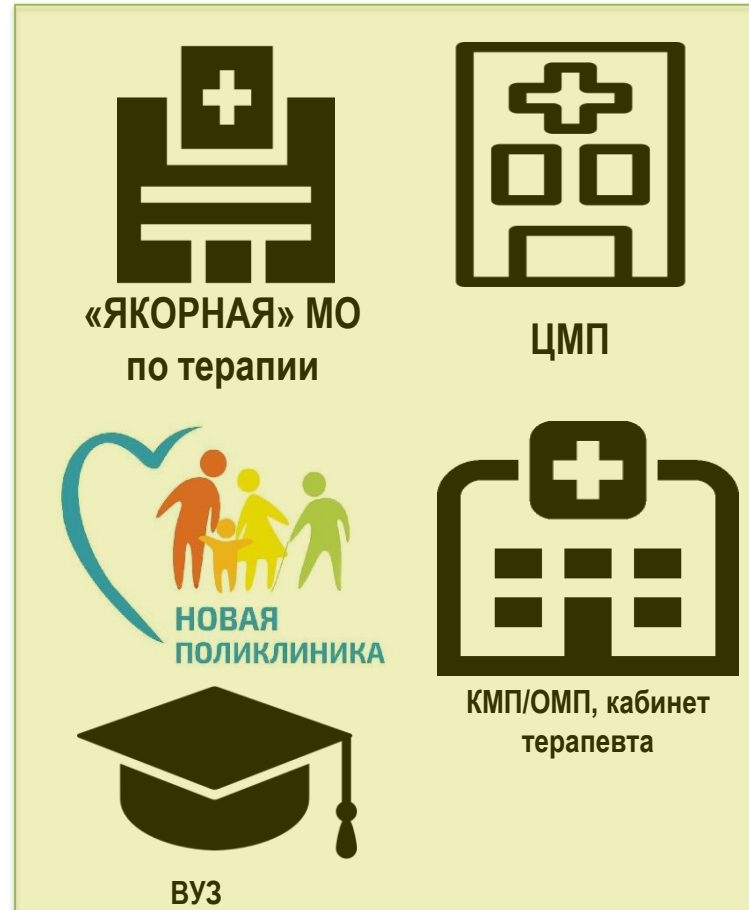 «ЯКОРНАЯ» МО
по терапии
ЦМП
НОВАЯ
ПОЛИКЛИНИКА
КМП/ОМП, кабинет
терапевта
ВУЗ